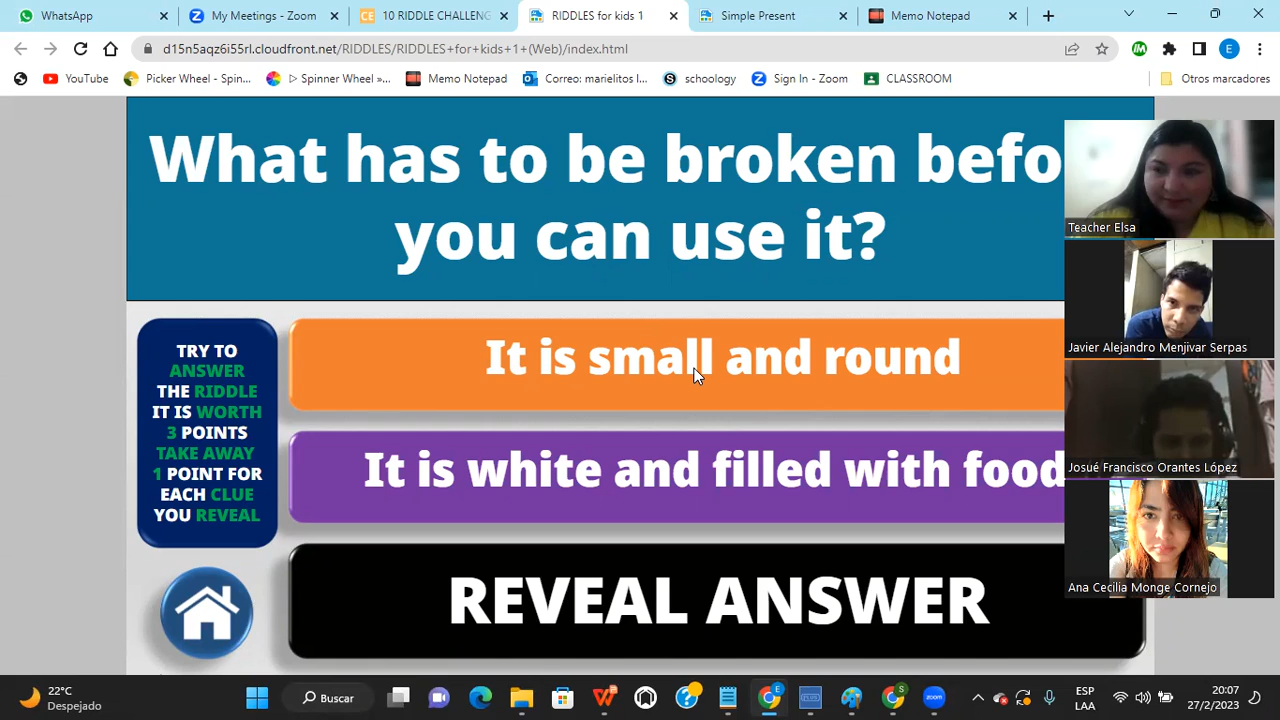 WhatsApp
My Meetings - Zoom
10 RIDDLE CHALLENG
RIDDLES for kids 1
Simple Present
Memo Notepad
d15n5aqz6i55rl.cloudfront.net/RIDDLES/RIDDLES+for+kids+1+(Web)/index.html
E
YouTube
Picker Wheel - Spin...
▷ Spinner Wheel »...
Memo Notepad
Correo: marielitos l...
schoology
Sign In - Zoom
CLASSROOM
Otros marcadores
What has to be broken befo
you can use it?
TRY TO
ANSWER
THE RIDDLE
IT IS WORTH
3 POINTS
TAKE AWAY
1 POINT FOR
EACH CLUE
YOU REVEAL
It is small and round
It is white and filled with food
REVEAL ANSWER
Teacher Elsa
Javier Alejandro Menjivar Serpas
Josué Francisco Orantes López
Ana Cecilia Monge Cornejo
22°C
Despejado
Buscar
ESP
LAA
20:07
27/2/2023